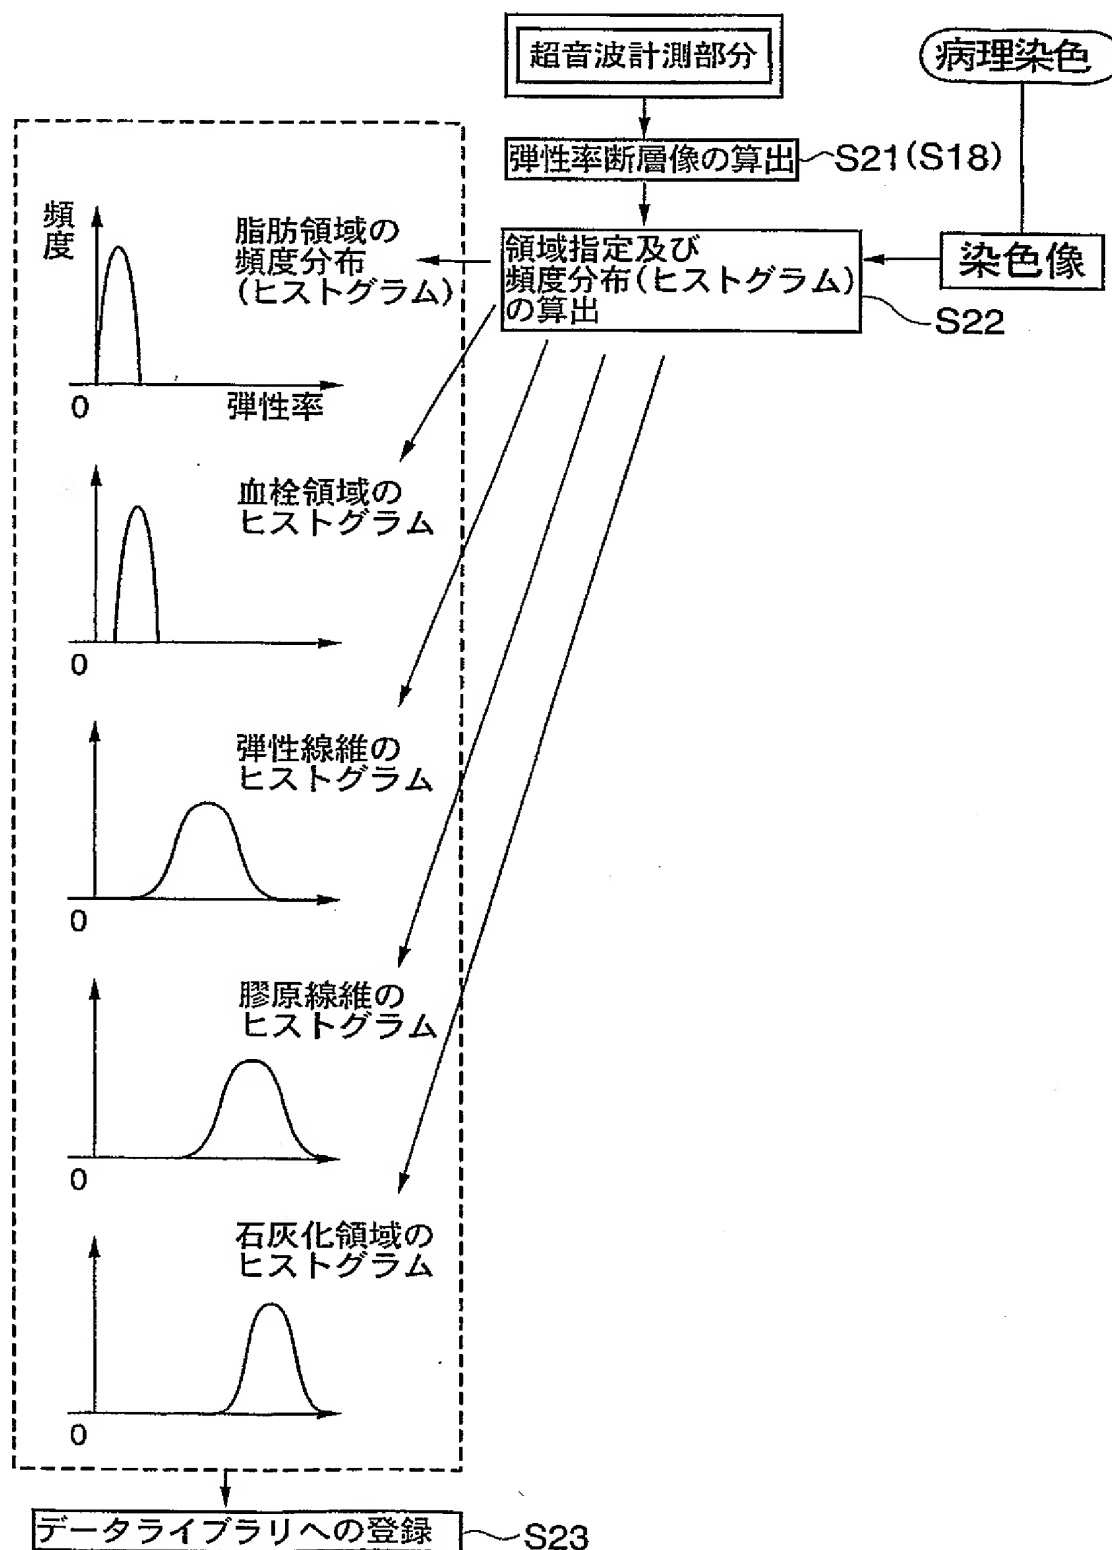 超音波計測部分
病理染色
弾性率断層像の算出
S21(S18)
領域指定及び
頻度分布(ヒストグラム)
の算出
染色像
S22
頻度
脂肪領域の
頻度分布
(ヒストグラム)
0
弾性率
血栓領域の
ヒストグラム
0
弾性線維の
ヒストグラム
0
膠原線維の
ヒストグラム
0
石灰化領域の
ヒストグラム
0
データライブラリへの登録
S23